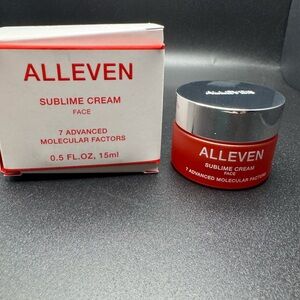 ALLEVEN
SUBLIME CREAM
FACE
7 ADVANCED
MOLECULAR FACTORS
0.5 FL.OZ, 15ml
ALLEVEN
SUBLIME CREAM
FACE
7 ADVANCED MOLECULAR FACTORS